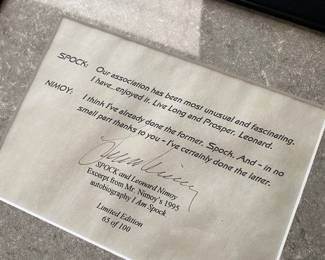 SPOCK: Our association has been most unusual and fascinating.
I have...enjoyed it. Live Long and Prosper, Leonard.
NIMOY: I think I've already done the former, Spock. And - in no
small part thanks to you - I've certainly done the latter.
SPOCK and Leonard Nimoy
Excerpt from Mr. Nimoy's 1995
autobiography I Am Spock
Limited Edition
65 of 100